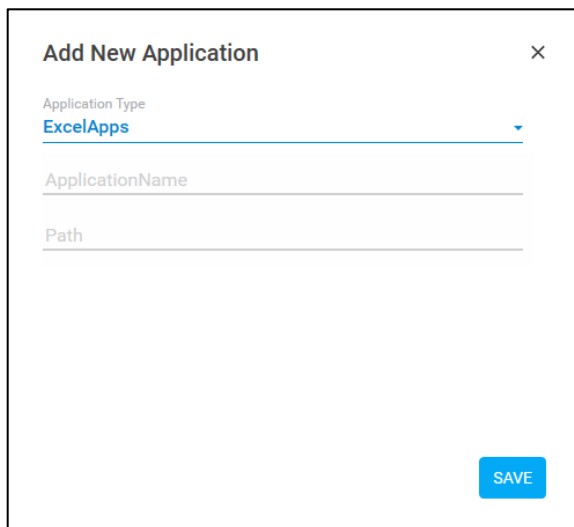 Add New Application
Application Type
ExcelApps
ApplicationName
Path
SAVE